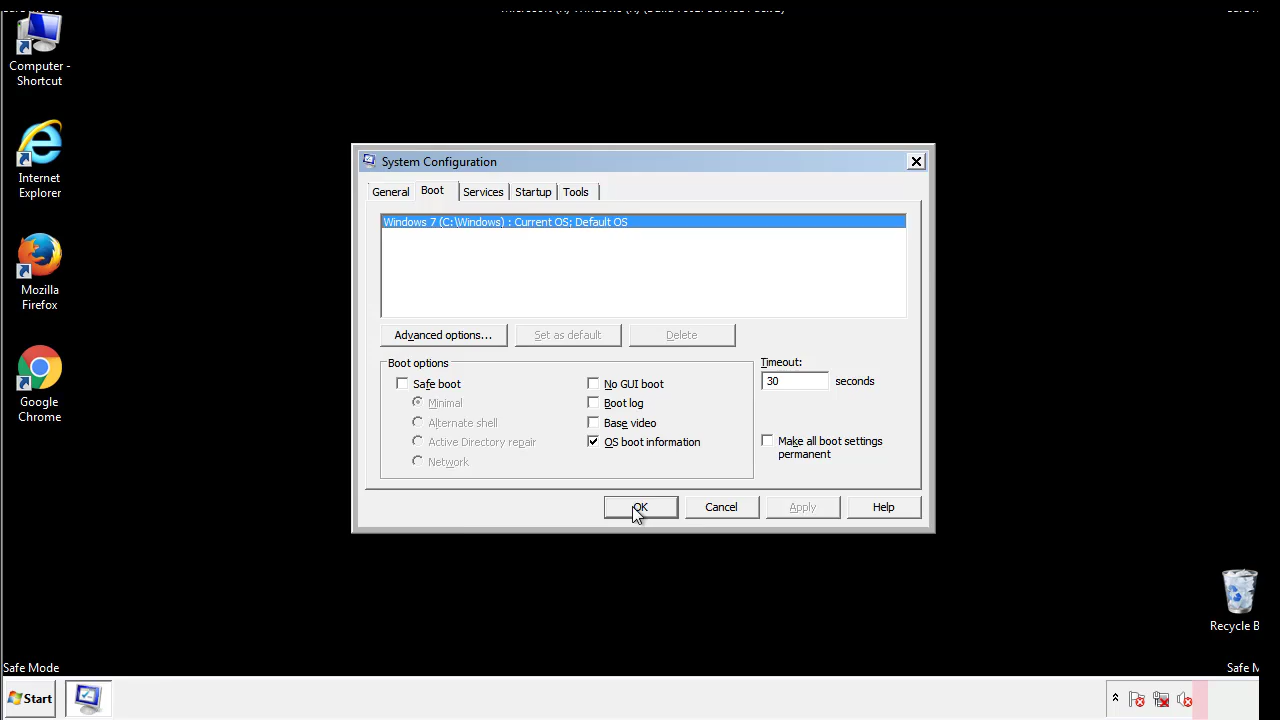 Computer -
Shortcut
Internet
Explorer
Mozilla
Firefox
Google
Chrome
System Configuration
General Boot Services Startup Tools
Windows 7 (C:\Windows) : Current OS; Default OS
Advanced options... Set as default Delete
Boot options
Safe boot
Minimal
Alternate shell
Active Directory repair
Network
No GUI boot
Boot log
Base video
OS boot information
Timeout:
30 seconds
Make all boot settings
permanent
OK Cancel Apply Help
Recycle B
Safe Mode
Safe M
Start